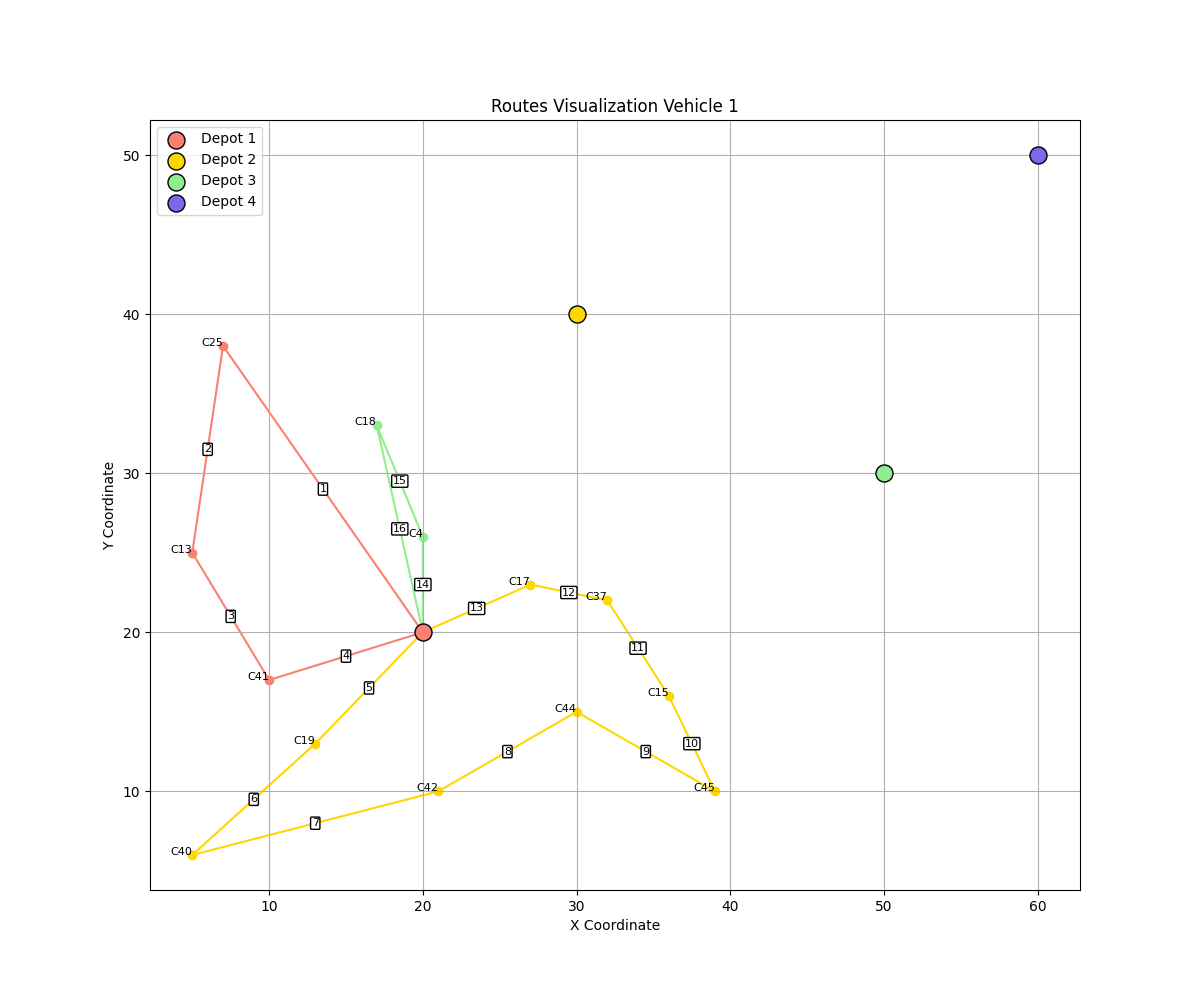 Routes Visualization Vehicle 1
Depot 1
Depot 2
Depot 3
Depot 4
50
40
30
20
10
Y Coordinate
C25
C18
2
15
1
16
C4
C13
14
C17
12
C37
13
3
11
4
C41
5
C15
C44
C19
10
8
9
6
C42
C45
7
C40
10
20
30
40
50
60
X Coordinate